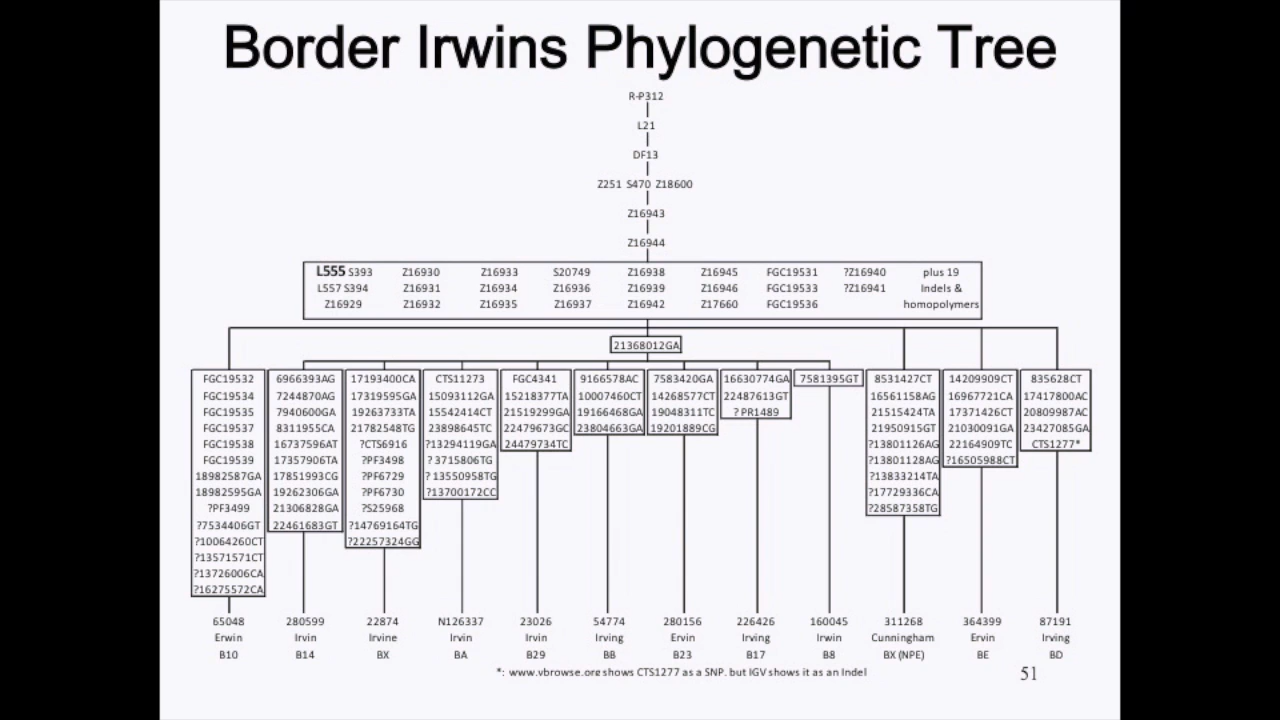 Border Irwins Phylogenetic Tree
R-P312
L21
DF13
Z251 S470 Z18600
Z16943
Z16944
L555 S393 Z16930 Z16933 S20749 Z16938 Z16945 FGC19531 ?Z16940 plus 19
L557 S394 Z16931 Z16934 Z16936 Z16939 Z16946 FGC19533 ?Z16941 Indels &
Z16929 Z16932 Z16935 Z16937 Z16942 Z17660 FGC19536 homopolymers
21368012GA
FGC19532 6966393AG 17193400CA CTS11273 FGC4341 9166578AC 7583420GA 16630774GA 7581395GT 8531427CT 14209909CT 835628CT
FGC19534 7244870AG 17319595GA 15093112GA 15218377TA 10007460CT 14268577CT 22487613GT 16561158AG 16967721CA 17417800AC
FGC19535 7940600GA 19263733TA 15542414CT 21519299GA 19166468GA 19048311TC ? PR1489 21515424TA 17371426CT 20809987AC
FGC19537 8311955CA 21782548TG 23898645TC 22479673GC 23804663GA 19201889CG 21950915GT 21030091GA 23427085GA
FGC19538 16737596AT ?CTS6916 ?13294119GA 24479734TC ?13801126AG 22164909TC CTS1277*
FGC19539 17357906TA ?PF3498 ? 3715806TG ?13801128AG ?16505988CT
18982587GA 17851993CG ?PF6729 ? 13550958TG ?13833214TA
18982595GA 19262306GA ?PF6730 ?13700172CC ?17729336CA
?PF3499 21306828GA ?S25968 ?28587358TG
?7534406GT 22461683GT ?14769164TG
?10064260CT ?22257324GG
?13571571CT
?13726006CA
?16275572CA
65048 280599 22874 N126337 23026 54774 280156 226426 160045 311268 364399 87191
Erwin Irvin Irvine Irvin Irvin Irving Ervin Irving Irwin Cunningham Ervin Irving
B10 B14 BX BA B29 BB B23 B17 B8 BX (NPE) BE BD
*: www.vbrowse.org shows CTS1277 as a SNP. but IGV shows it as an Indel
51